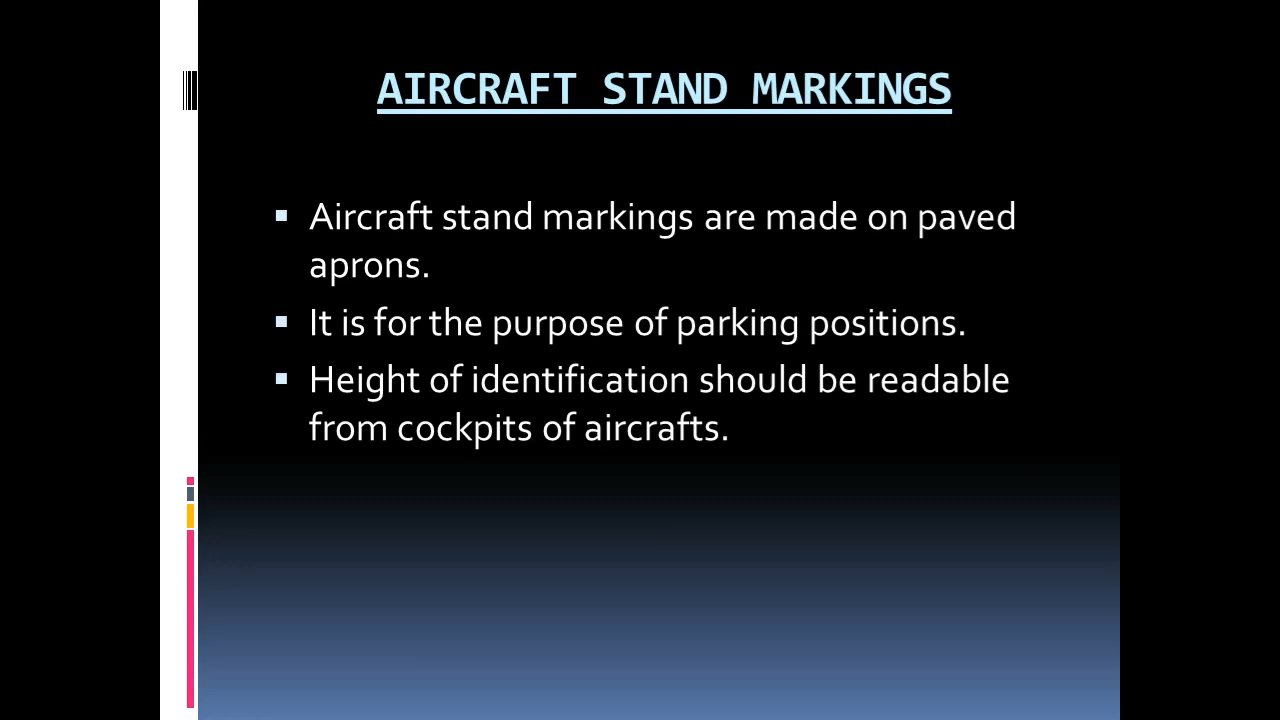 AIRCRAFT STAND MARKINGS
▪ Aircraft stand markings are made on paved
aprons.
▪ It is for the purpose of parking positions.
▪ Height of identification should be readable
from cockpits of aircrafts.